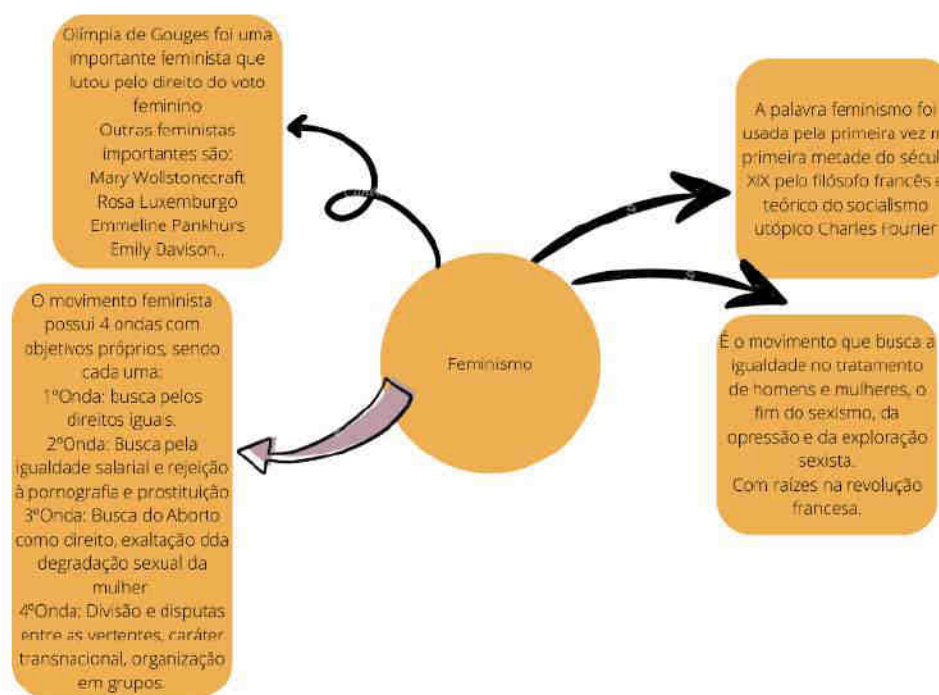 Olímpia de Gouges foi uma
importante feminista que
lutou pelo direito do voto
feminino
Outras feministas
importantes são:
Mary Wollstonecraft
Rosa Luxemburgo
Emmeline Pankhurs
Emily Davison..
A palavra feminismo foi
usada pela primeira vez n
primeira metade do sécul
XIX pelo filósofo francês e
teórico do socialismo
utópico Charles Fourier
Feminismo
O movimento feminista
possui 4 ondas com
objetivos próprios, sendo
cada uma:
1ºOnda: busca pelos
direitos iguais.
2ºOnda: Busca pela
igualdade salarial e rejeição
à pornografia e prostituição
3ºOnda: Busca do Aborto
como direito, exaltação dda
degradação sexual da
mulher
4ºOnda: Divisão e disputas
entre as vertentes, caráter
transnacional, organização
em grupos.
É o movimento que busca a
igualdade no tratamento
de homens e mulheres, o
fim do sexismo, da
opressão e da exploração
sexista.
Com raízes na revolução
francesa.